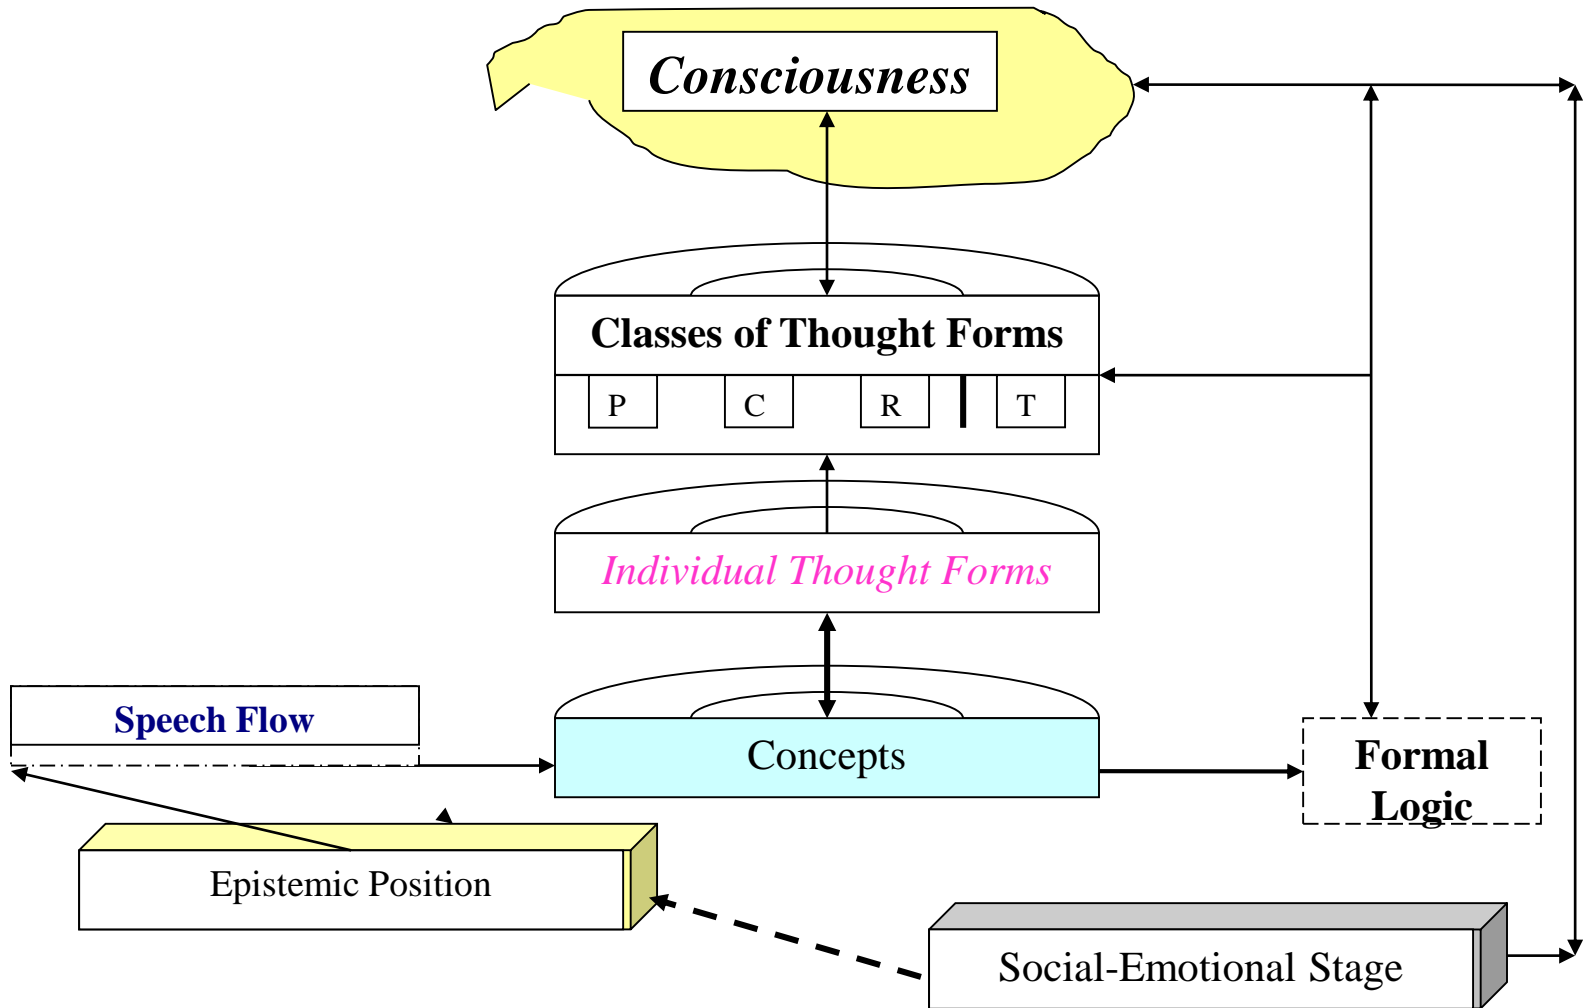 Consciousness
Classes of Thought Forms
P C R T
Individual Thought Forms
Speech Flow
Concepts
Formal
Logic
Epistemic Position
Social-Emotional Stage